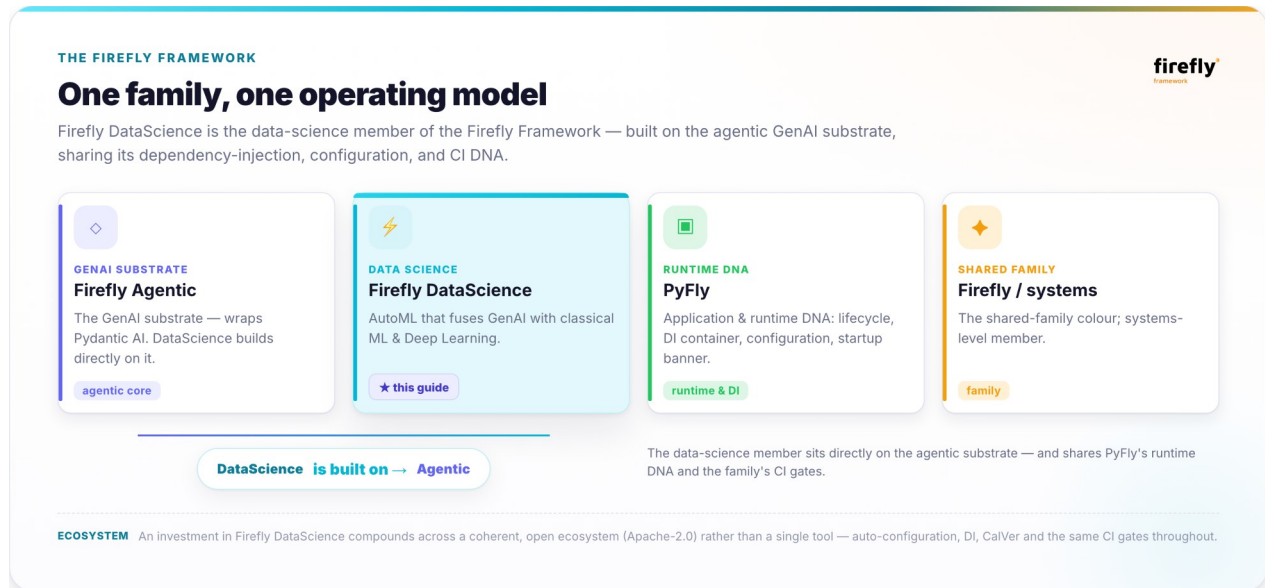 THE FIREFLY FRAMEWORK
firefly
framework
One family, one operating model
Firefly DataScience is the data-science member of the Firefly Framework — built on the agentic GenAI substrate,
sharing its dependency-injection, configuration, and CI DNA.
GENAI SUBSTRATE
Firefly Agentic
The GenAI substrate — wraps
Pydantic AI. DataScience builds
directly on it.
agentic core
DATA SCIENCE
Firefly DataScience
AutoML that fuses GenAI with classical
ML & Deep Learning.
★ this guide
RUNTIME DNA
PyFly
Application & runtime DNA: lifecycle,
DI container, configuration, startup
banner.
runtime & DI
SHARED FAMILY
Firefly / systems
The shared-family colour; systems-
level member.
family
DataScience is built on → Agentic
The data-science member sits directly on the agentic substrate — and shares PyFly's runtime
DNA and the family's CI gates.
ECOSYSTEM An investment in Firefly DataScience compounds across a coherent, open ecosystem (Apache-2.0) rather than a single tool — auto-configuration, DI, CalVer and the same CI gates throughout.